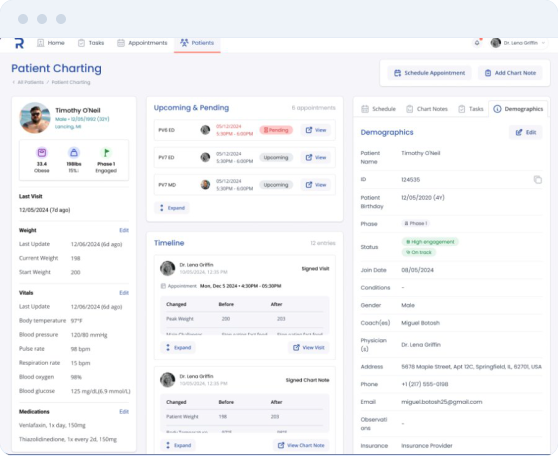 R Home Tasks Appointments Patients Dr. Lena Griffin
Patient Charting
All Patients / Patient Charting
Schedule Appointment Add Chart Note
Timothy O'Neil
Male • 12/05/1992 (32Y)
Lancing, MI
33.4 198lbs Phase 1
Obese 15%↓ Engaged
Last Visit
12/05/2024 (7d ago)
Weight Edit
Last Update 12/06/2024 (6d ago)
Current Weight 198
Start Weight 200
Vitals Edit
Last Update 12/06/2024 (6d ago)
Body temperature 97°F
Blood pressure 120/80 mmHg
Pulse rate 98 bpm
Respiration rate 15 bpm
Blood oxygen 98%
Blood glucose 125 mg/dL(6.9 mmol/L)
Medications Edit
Venlafaxin, 1x day, 150mg
Thiazolidinedione, 1x every 2d, 150mg
Upcoming & Pending 6 appointments
PV6 ED 05/12/2024 Pending View
5:30PM - 6:00PM
PV7 ED 05/12/2024 Upcoming View
5:30PM - 6:00PM
PV7 MD 05/12/2024 Upcoming View
5:30PM - 6:00PM
Expand
Timeline 12 entries
Dr. Lena Griffin Signed Visit
10/05/2024, 12:35 PM
Appointment Mon, Dec 5 2024 • 4:30PM - 05:30PM
Changed Before After
Peak Weight 200 203
Main Challenges
Expand View Visit
Dr. Lena Griffin Signed Chart Note
10/05/2024, 12:35 PM
Changed Before After
Patient Weight 198 203
Body Temperature
Expand View Chart Note
Schedule Chart Notes Tasks Demographics
Demographics Edit
Patient Name Timothy O'Neil
ID 124535
Patient Birthday 12/05/2020 (4Y)
Phase Phase 1
Status High engagement
On track
Join Date 08/05/2024
Conditions -
Gender Male
Coach(es) Miguel Botosh
Physician
(s) Dr. Lena Griffin
Address 5678 Maple Street, Apt 12C, Springfield, IL, 62701, USA
Phone +1 (217) 555-0198
Email miguel.botosh25@gmail.com
Observati
ons -
Insurance Insurance Provider